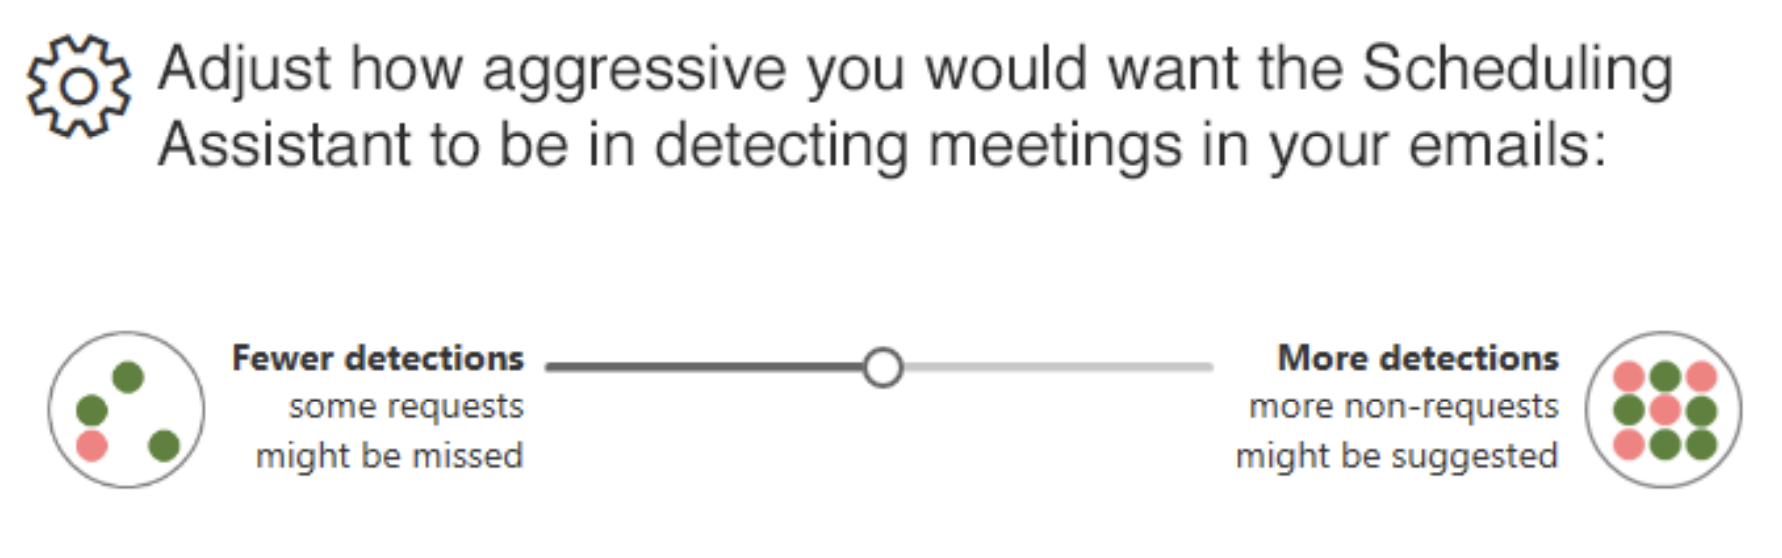 Adjust how aggressive you would want the Scheduling
Assistant to be in detecting meetings in your emails:
Fewer detections
some requests
might be missed
More detections
more non-requests
might be suggested